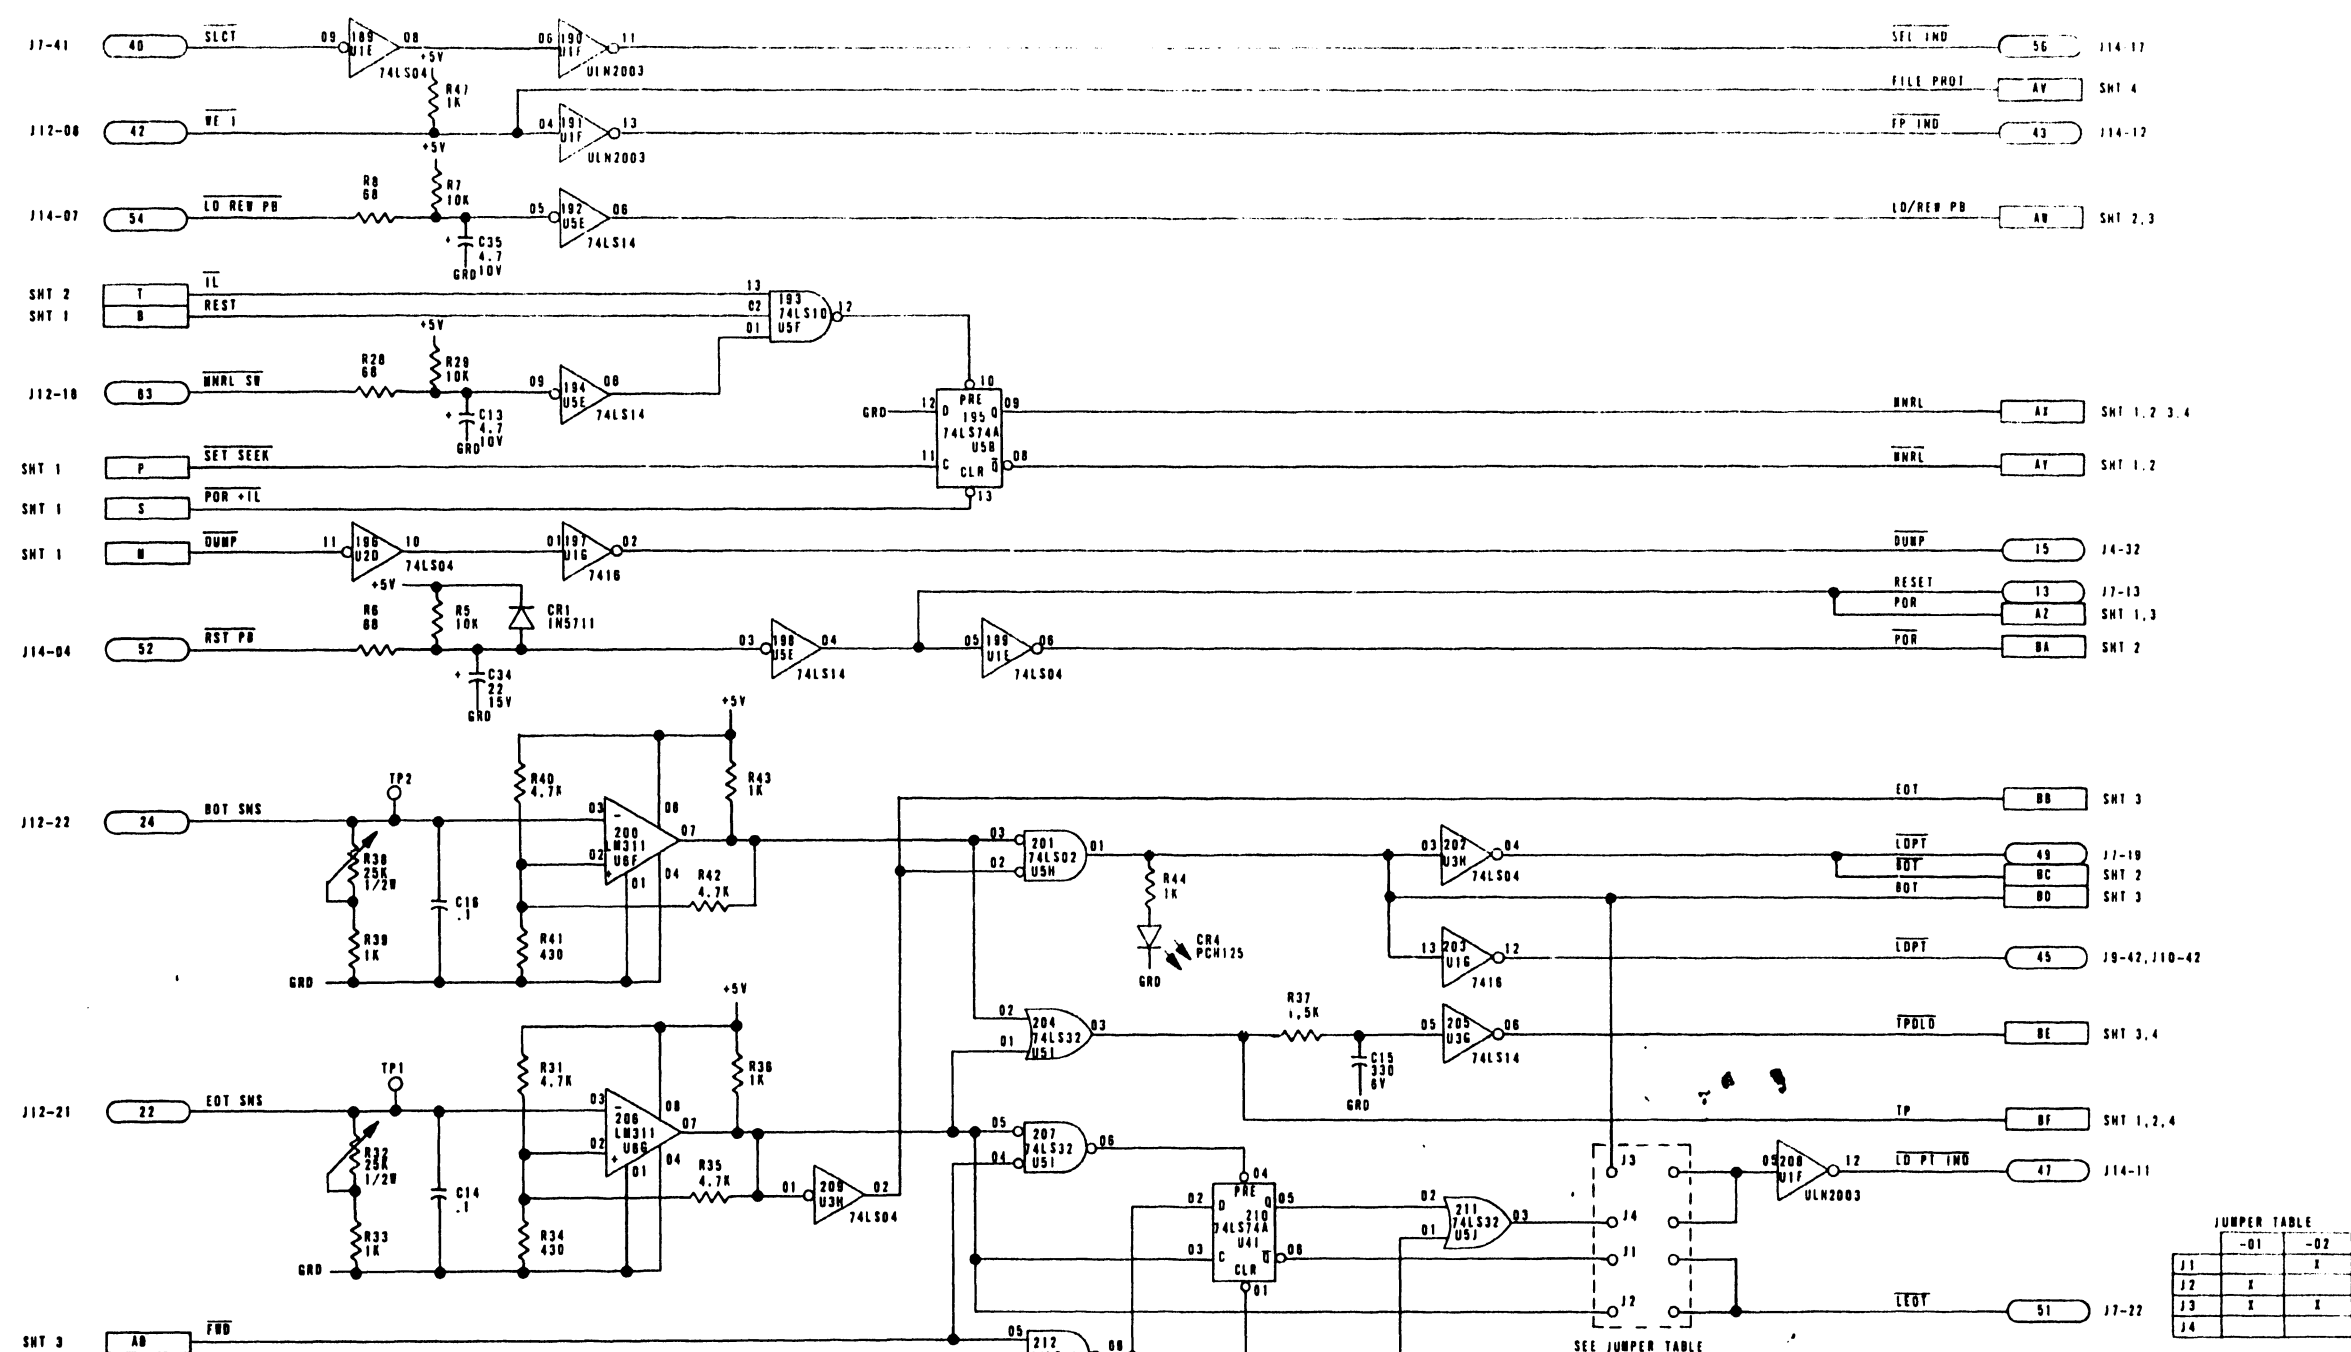 J7-41 40 SLCT 09 189 U1E 08 74LS04 06 190 U1F 11 ULN2003 SEL IND 56 J14-17
+5V R47 1K FILE PROT AV SHT 4
J12-08 42 WE 1 04 191 U1F 13 ULN2003 FP IND 43 J14-12
+5V
R8 68 R7 10K
J14-07 54 LD REW PB 05 192 U5E 06 74LS14 LD/REW PB AW SHT 2,3
+ C35 4.7 10V GRD
SHT 2 T IL 13 193 74LS10 U5F 12
SHT 1 B REST 02
01
+5V
R28 68 R29 10K
J12-18 63 MNRL SW 09 194 U5E 08 74LS14
+ C13 4.7 10V GRD
10 PRE
GRD 12 D 195 Q 09 MNRL AX SHT 1,2 3,4
74LS74A U5B
SHT 1 P SET SEEK 11 C CLR Q 08 MNRL AY SHT 1,2
SHT 1 S POR +IL 13
SHT 1 DUMP 11 196 U2D 10 74LS04 01 197 U1G 02 7416 DUMP 15 J4-32
+5V
R6 68 R5 10K CR1 IN5711
RESET 13 J7-13
POR AZ SHT 1,3
J14-04 52 RST PB 03 198 U5E 04 74LS14 05 199 U1E 06 74LS04 POR BA SHT 2
+ C34 22 15V GRD
+5V
R40 4.7K R43 1K
TP2
EOT BB SHT 3
J12-22 24 BOT SNS 03 - 200 LM311 U6F 02 + 08 07 04 01
R38 25K 1/2W
R39 1K
C16 .1
R42 4.7K
R41 430
GRD
03 201 74LS02 U5H 02 01
R44 1K
CR4 PCH125
GRD
03 202 U3H 04 74LS04 LDPT 49 J7-19
BOT BC SHT 2
BOT BD SHT 3
13 203 U1G 12 7416 LDPT 45 J9-42,J10-42
+5V
02 204 74LS32 U5I 01 03
R37 1.5K
C15 330 6V GRD
05 205 U3G 06 74LS14 TPOLD BE SHT 3,4
R31 4.7K R36 1K
TP1
TP BF SHT 1,2,4
J12-21 22 EOT SNS 03 - 206 LM311 U6G 02 + 08 07 04 01
R32 25K 1/2W
R33 1K
C14 .1
R35 4.7K
R34 430
GRD
01 209 U3H 02 74LS04
05 207 74LS32 U5I 04 06
04 PRE
02 D Q 05
210 74LS74A U4I
03 C Q 08
CLR
01
02 211 74LS32 U5J 01 03
J3
J4
J1
J2
SEE JUMPER TABLE
05 208 U1F 12 ULN2003 LD PT IND 47 J14-11
LEOT 51 J7-22
JUMPER TABLE
-01 -02
J1 X
J2 X
J3 X X
J4
SHT 3 FWD 05 212